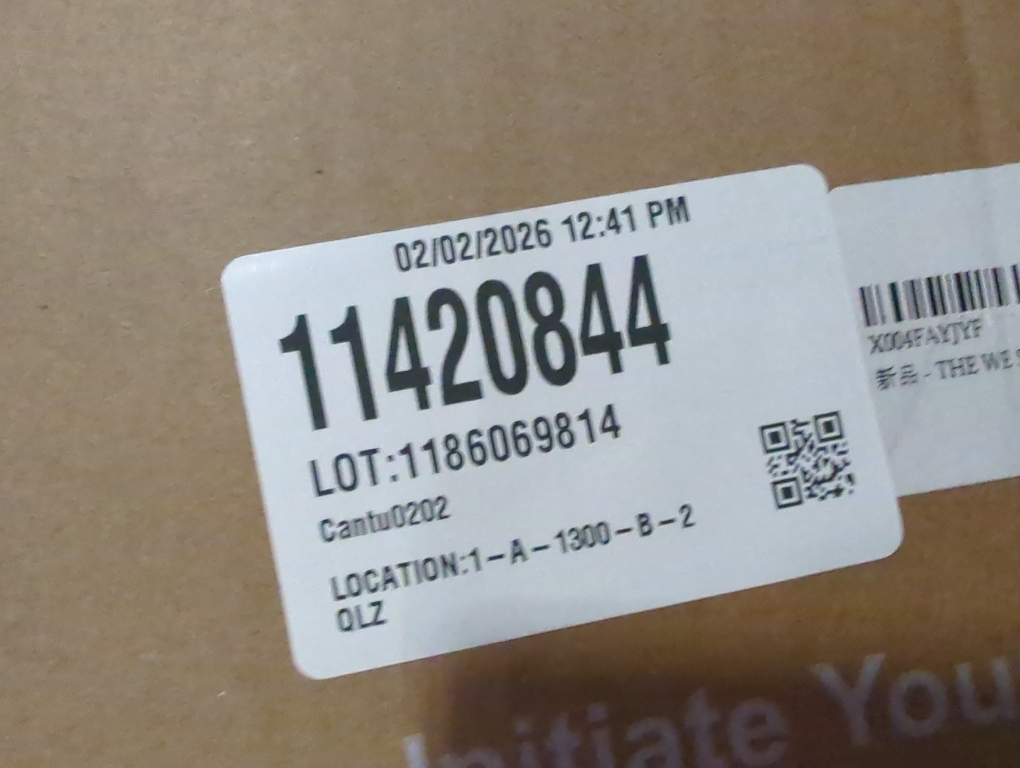 02/02/2026 12:41 PM
11420844
LOT:1186069814
Cantu0202
LOCATION:1-A-1300-B-2
QLZ
X004FAYJYF
新品 - THE WE
Initiate You